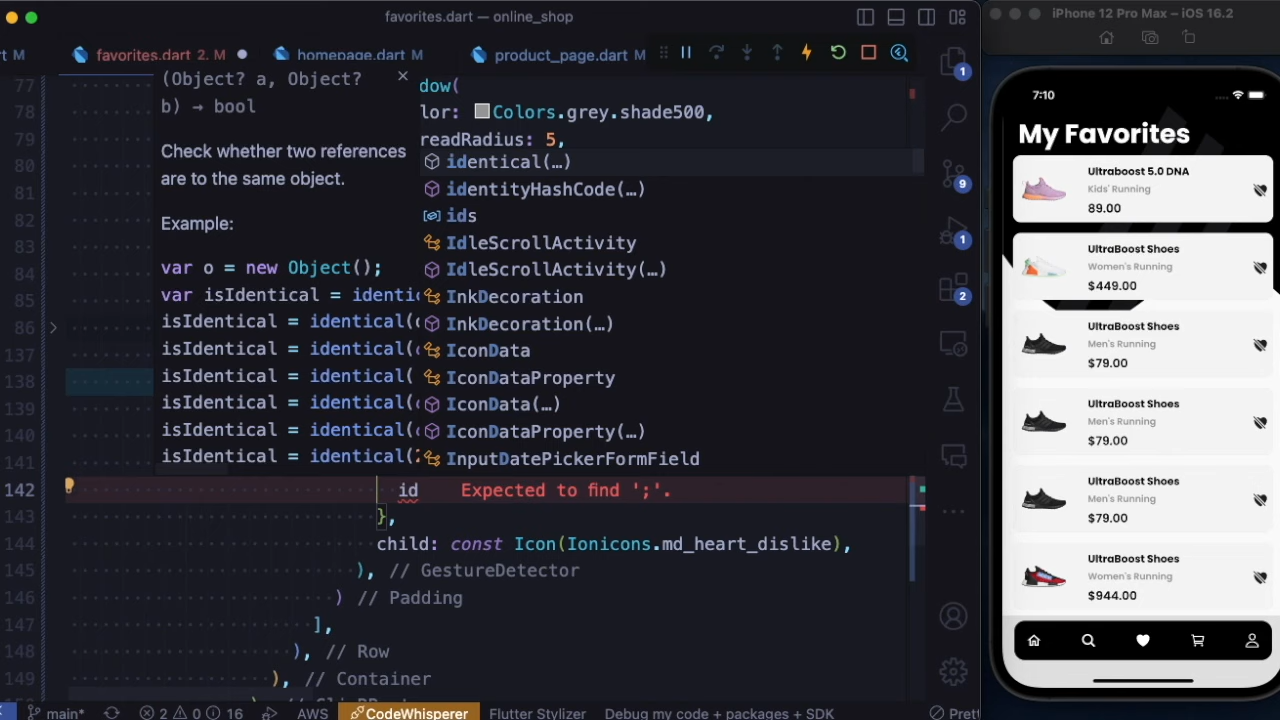 favorites.dart — online_shop
rt M
favorites.dart 2, M
homepage.dart M
product_page.dart M
77
(Object? a, Object?
dow(
b) → bool
78
lor: Colors.grey.shade500,
79
readRadius: 5,
Check whether two references
80
identical(…)
are to the same object.
81
identityHashCode(…)
82
ids
Example:
83
IdleScrollActivity
var o = new Object();
84
IdleScrollActivity(…)
var isIdentical = identic
85
InkDecoration
isIdentical = identical(
86
InkDecoration(…)
isIdentical = identical(
137
IconData
isIdentical = identical(
138
IconDataProperty
isIdentical = identical(
139
IconData(…)
isIdentical = identical(
140
IconDataProperty(…)
isIdentical = identical(
141
InputDatePickerFormField
142
id
Expected to find ';'.
143
},
144
child: const Icon(Ionicons.md_heart_dislike),
145
), // GestureDetector
146
) // Padding
147
],
148
), // Row
149
), // Container
main*
2
0
16
AWS
CodeWhisperer
Flutter Stylizer
Debug my code + packages + SDK
Prett
1
9
1
2
iPhone 12 Pro Max – iOS 16.2
7:10
My Favorites
Ultraboost 5.0 DNA
Kids' Running
89.00
UltraBoost Shoes
Women's Running
$449.00
UltraBoost Shoes
Men's Running
$79.00
UltraBoost Shoes
Men's Running
$79.00
UltraBoost Shoes
Men's Running
$79.00
UltraBoost Shoes
Women's Running
$944.00